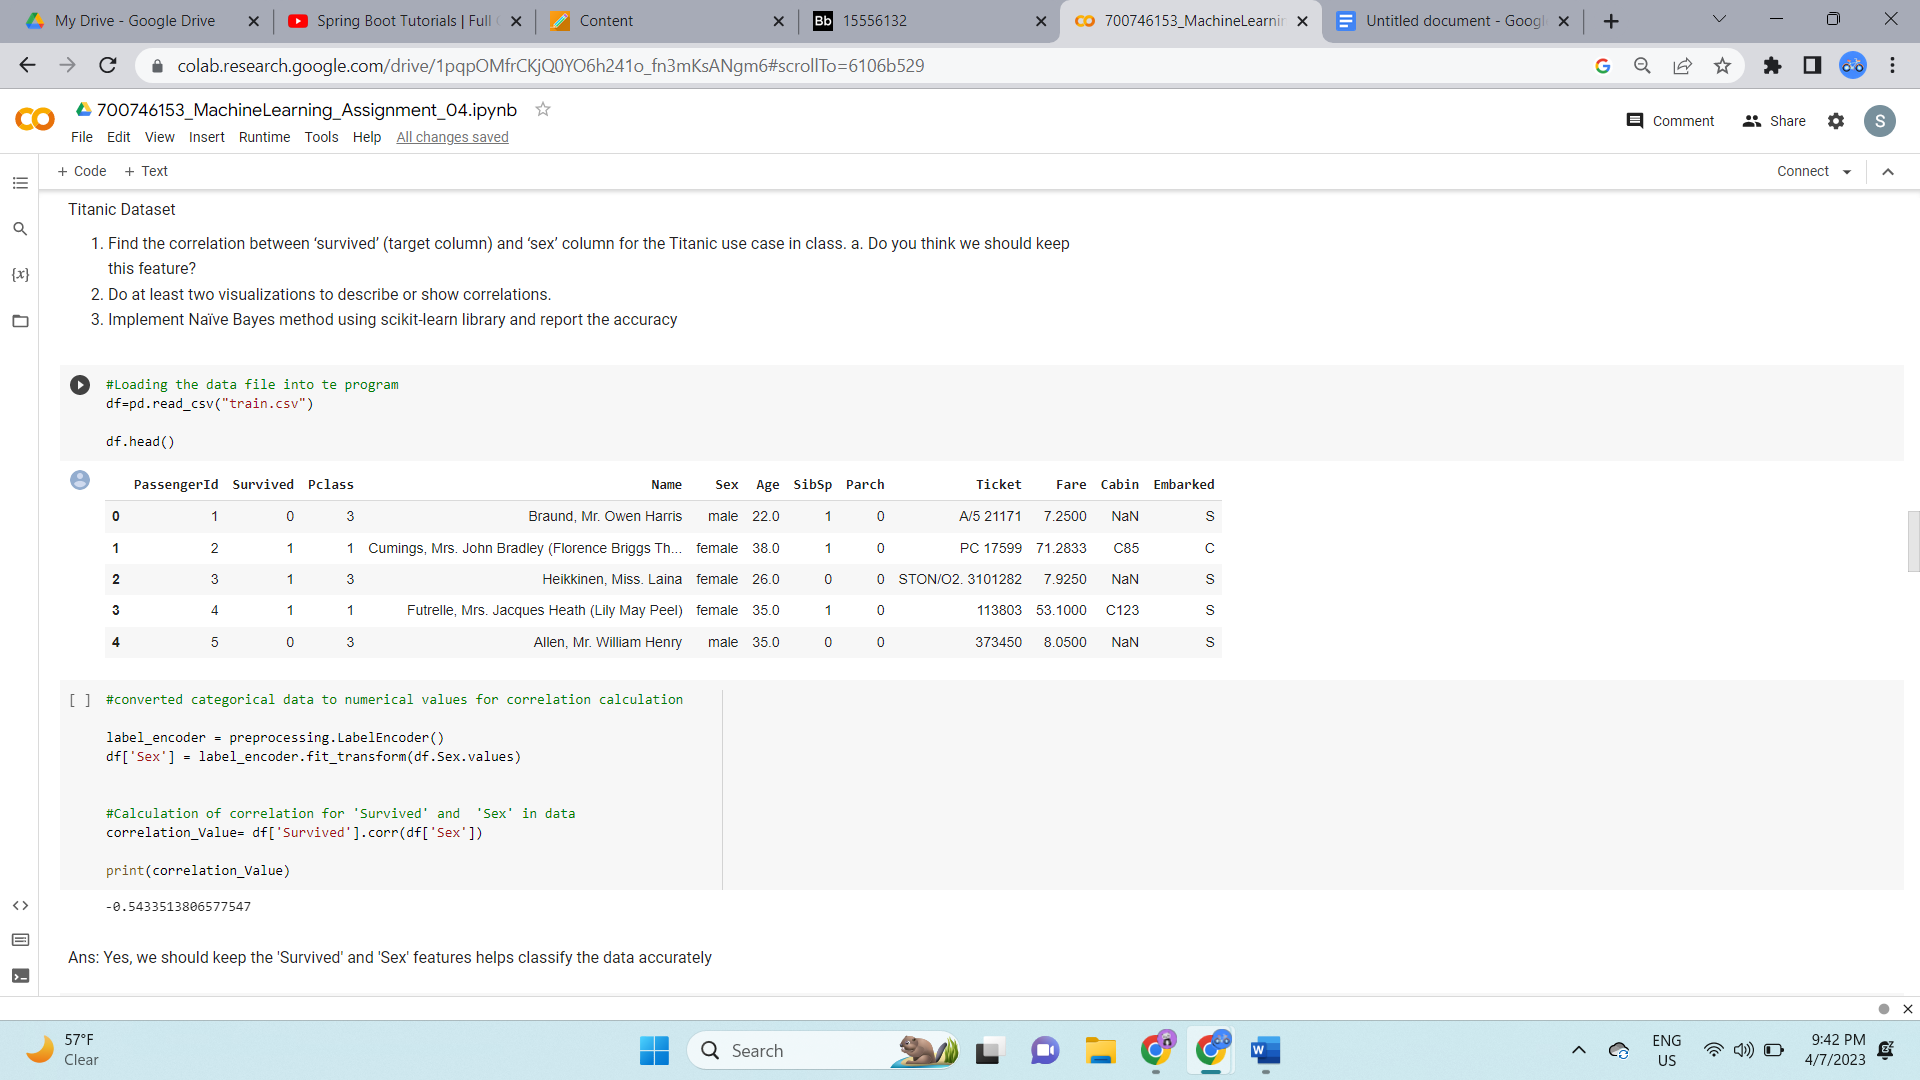 My Drive - Google Drive
Spring Boot Tutorials | Full
Content
Bb 15556132
700746153_MachineLearnin
Untitled document - Googl
colab.research.google.com/drive/1pqpOMfrCKjQ0YO6h241o_fn3mKsANgm6#scrollTo=6106b529
700746153_MachineLearning_Assignment_04.ipynb
Comment
Share
S
File Edit View Insert Runtime Tools Help All changes saved
+ Code + Text
Connect
Titanic Dataset
1. Find the correlation between ‘survived’ (target column) and ‘sex’ column for the Titanic use case in class. a. Do you think we should keep
this feature?
2. Do at least two visualizations to describe or show correlations.
3. Implement Naïve Bayes method using scikit-learn library and report the accuracy
#Loading the data file into te program
df=pd.read_csv("train.csv")
df.head()
PassengerId Survived Pclass Name Sex Age SibSp Parch Ticket Fare Cabin Embarked
0 1 0 3 Braund, Mr. Owen Harris male 22.0 1 0 A/5 21171 7.2500 NaN S
1 2 1 1 Cumings, Mrs. John Bradley (Florence Briggs Th... female 38.0 1 0 PC 17599 71.2833 C85 C
2 3 1 3 Heikkinen, Miss. Laina female 26.0 0 0 STON/O2. 3101282 7.9250 NaN S
3 4 1 1 Futrelle, Mrs. Jacques Heath (Lily May Peel) female 35.0 1 0 113803 53.1000 C123 S
4 5 0 3 Allen, Mr. William Henry male 35.0 0 0 373450 8.0500 NaN S
[ ] #converted categorical data to numerical values for correlation calculation
label_encoder = preprocessing.LabelEncoder()
df['Sex'] = label_encoder.fit_transform(df.Sex.values)
#Calculation of correlation for 'Survived' and  'Sex' in data
correlation_Value= df['Survived'].corr(df['Sex'])
print(correlation_Value)
-0.5433513806577547
Ans: Yes, we should keep the 'Survived' and 'Sex' features helps classify the data accurately
57°F
Clear
Search
ENG
US
9:42 PM
4/7/2023